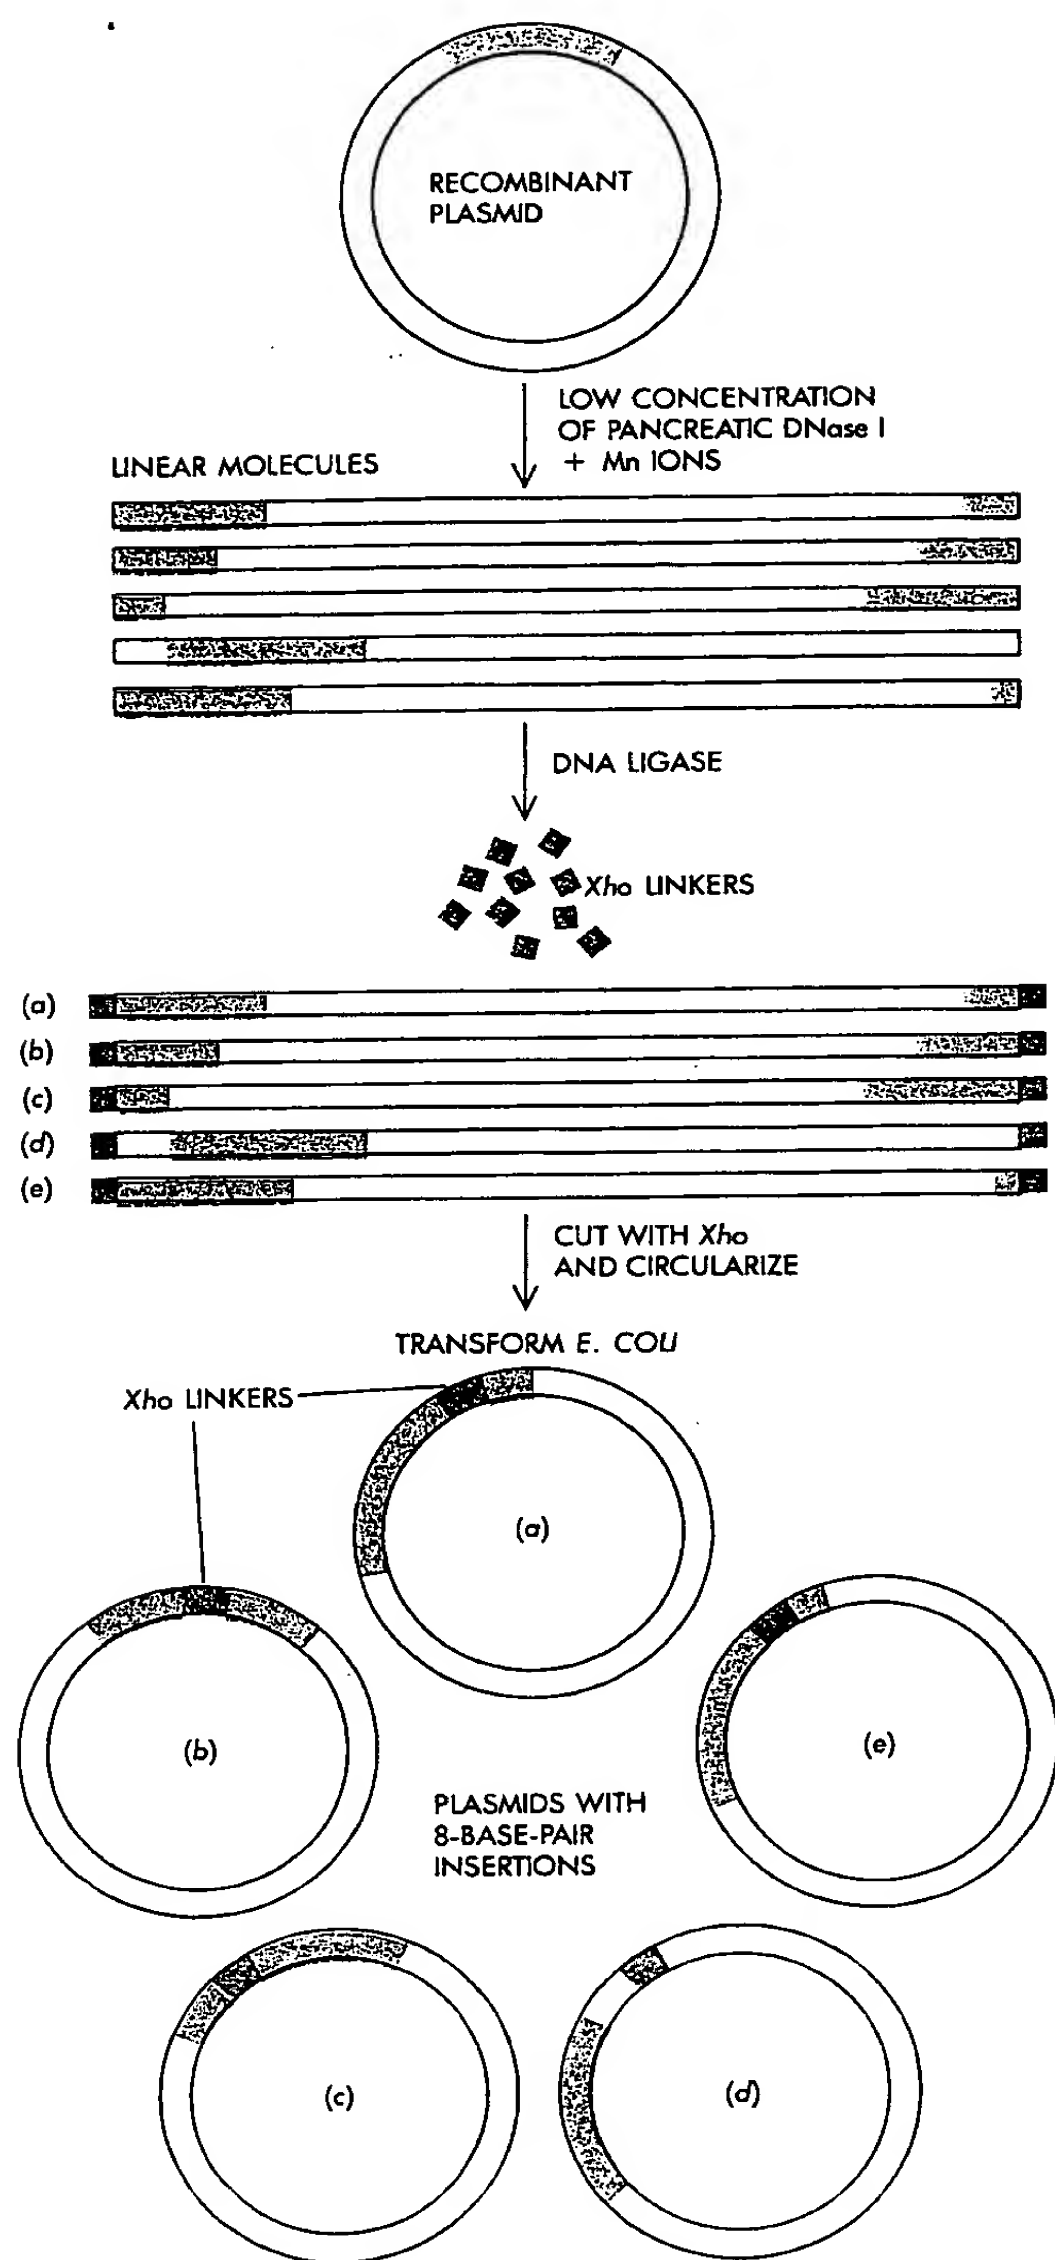 RECOMBINANT
PLASMID
LOW CONCENTRATION
OF PANCREATIC DNase I
+ Mn IONS
LINEAR MOLECULES
DNA LIGASE
Xho LINKERS
(a)
(b)
(c)
(d)
(e)
CUT WITH Xho
AND CIRCULARIZE
TRANSFORM E. COLI
Xho LINKERS
(a)
(b)
(e)
PLASMIDS WITH
8-BASE-PAIR
INSERTIONS
(c)
(d)